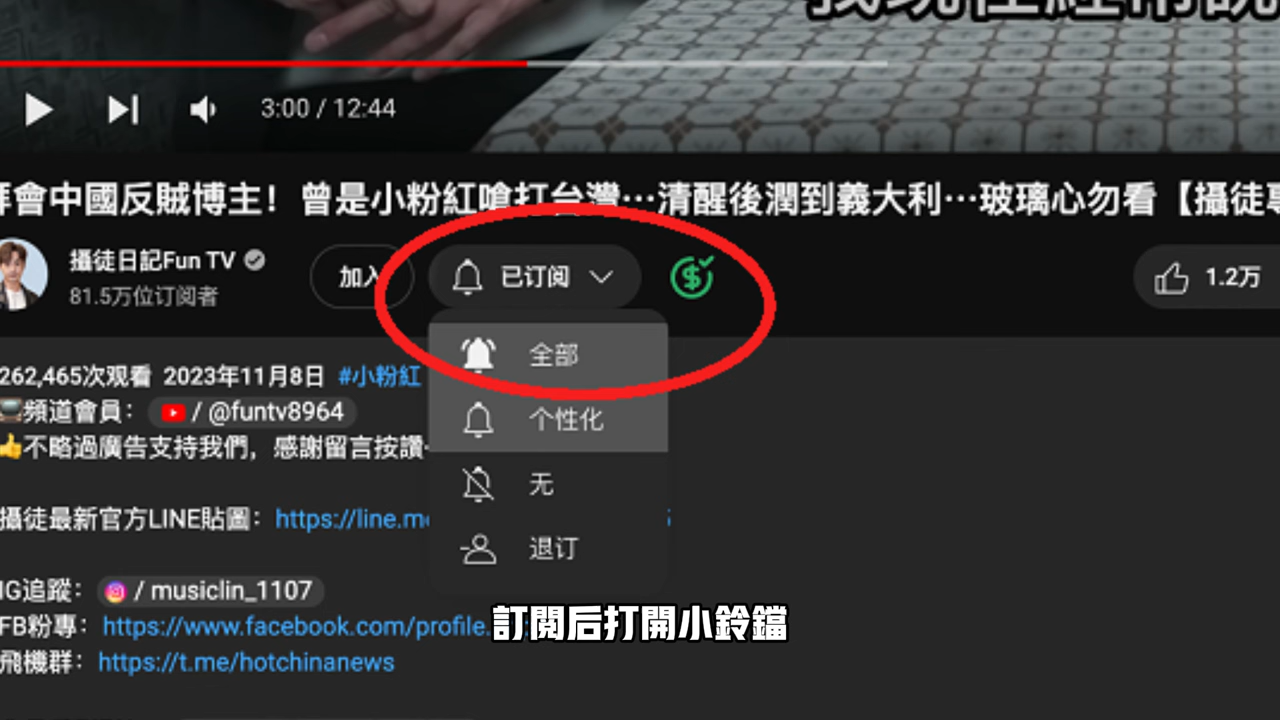 3:00 / 12:44
會中國反賊博主！曾是小粉紅嗆打台灣…清醒後潤到義大利…玻璃心勿看【攝徒
攝徒日記Fun TV
81.5万位订阅者
加入
已订阅
1.2万
全部
262,465次观看 2023年11月8日 #小粉紅
頻道會員： / @funtv8964
个性化
不略過廣告支持我們，感謝留言按讚
无
攝徒最新官方LINE貼圖：https://line.m
退订
IG追蹤： / musiclin_1107
FB粉專：https://www.facebook.com/profile.
訂閱后打開小鈴鐺
飛機群：https://t.me/hotchinanews